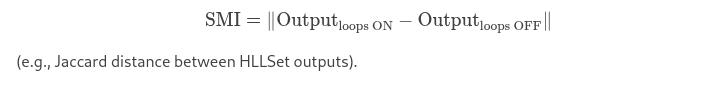 SMI = ‖Output_loops ON − Output_loops OFF‖
(e.g., Jaccard distance between HLLSet outputs).